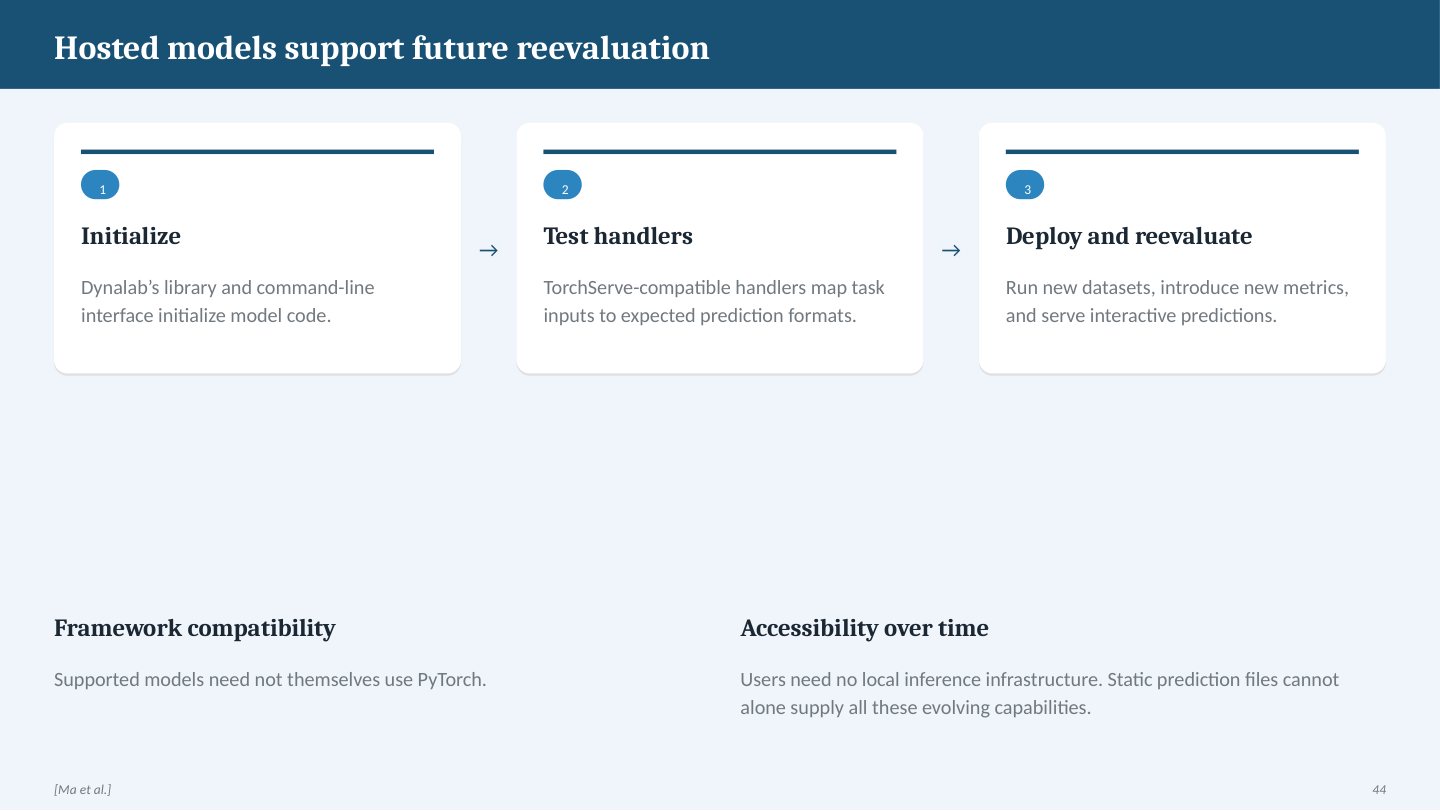 Hosted models support future reevaluation
1
Initialize
Dynalab’s library and command-line
interface initialize model code.
→
2
Test handlers
TorchServe-compatible handlers map task
inputs to expected prediction formats.
→
3
Deploy and reevaluate
Run new datasets, introduce new metrics,
and serve interactive predictions.
Framework compatibility
Supported models need not themselves use PyTorch.
Accessibility over time
Users need no local inference infrastructure. Static prediction files cannot
alone supply all these evolving capabilities.
[Ma et al.]
44